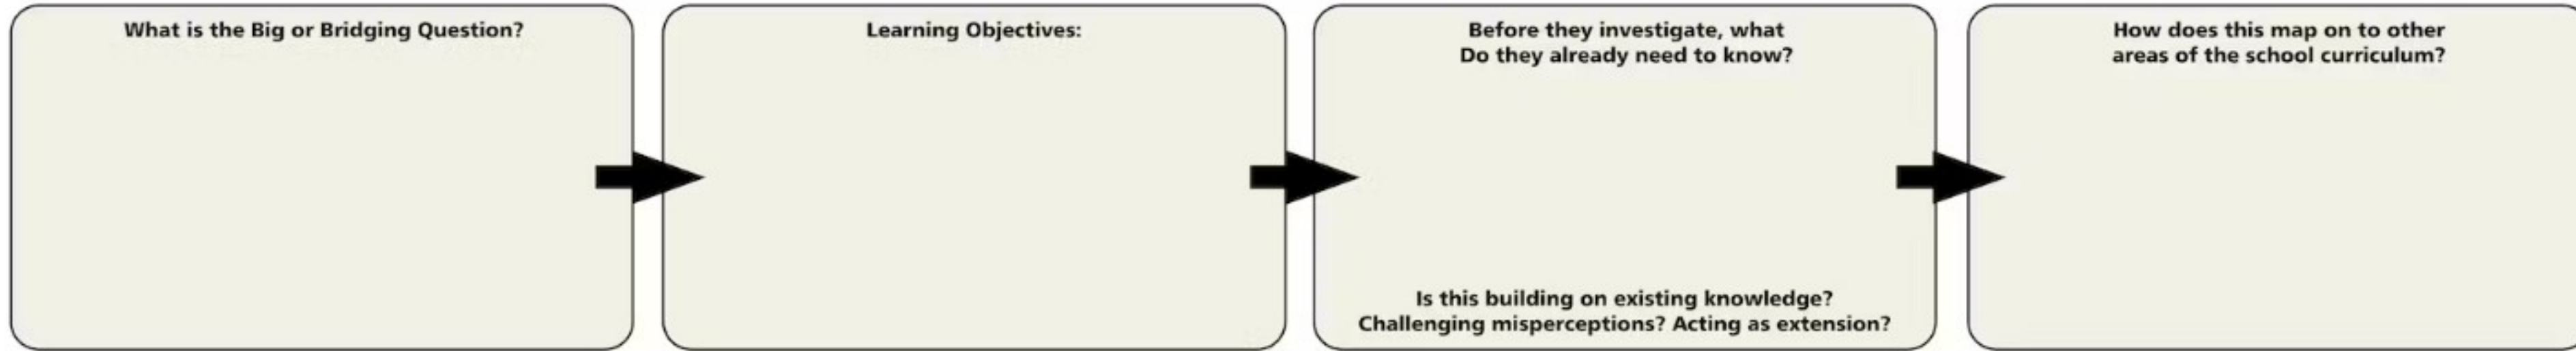 What is the Big or Bridging Question?
Learning Objectives:
Before they investigate, what
Do they already need to know?
Is this building on existing knowledge?
Challenging misperceptions? Acting as extension?
How does this map on to other
areas of the school curriculum?